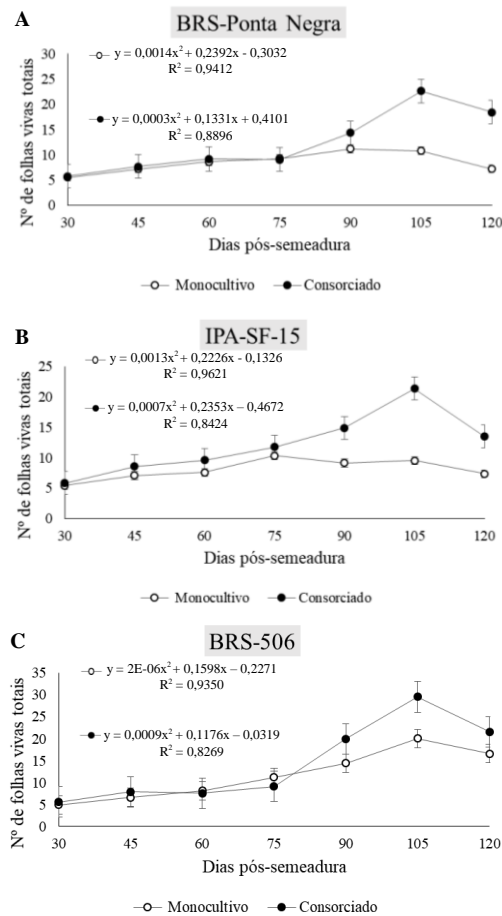 A
BRS-Ponta Negra
y = 0,0014x² + 0,2392x - 0,3032
R² = 0,9412
y = 0,0003x² + 0,1331x + 0,4101
R² = 0,8896
Nº de folhas vivas totais
30
25
20
15
10
5
0
30 45 60 75 90 105 120
Dias pós-semeadura
Monocultivo Consorciado
B
IPA-SF-15
y = 0,0013x² + 0,2226x - 0,1326
R² = 0,9621
y = 0,0007x² + 0,2353x – 0,4672
R² = 0,8424
Nº de folhas vivas totais
25
20
15
10
5
0
30 45 60 75 90 105 120
Dias pós-semeadura
Monocultivo Consorciado
C
BRS-506
y = 2E-06x² + 0,1598x – 0,2271
R² = 0,9350
y = 0,0009x² + 0,1176x – 0,0319
R² = 0,8269
Nº de folhas vivas totais
35
30
25
20
15
10
5
0
30 45 60 75 90 105 120
Dias pós-semeadura
Monocultivo Consorciado